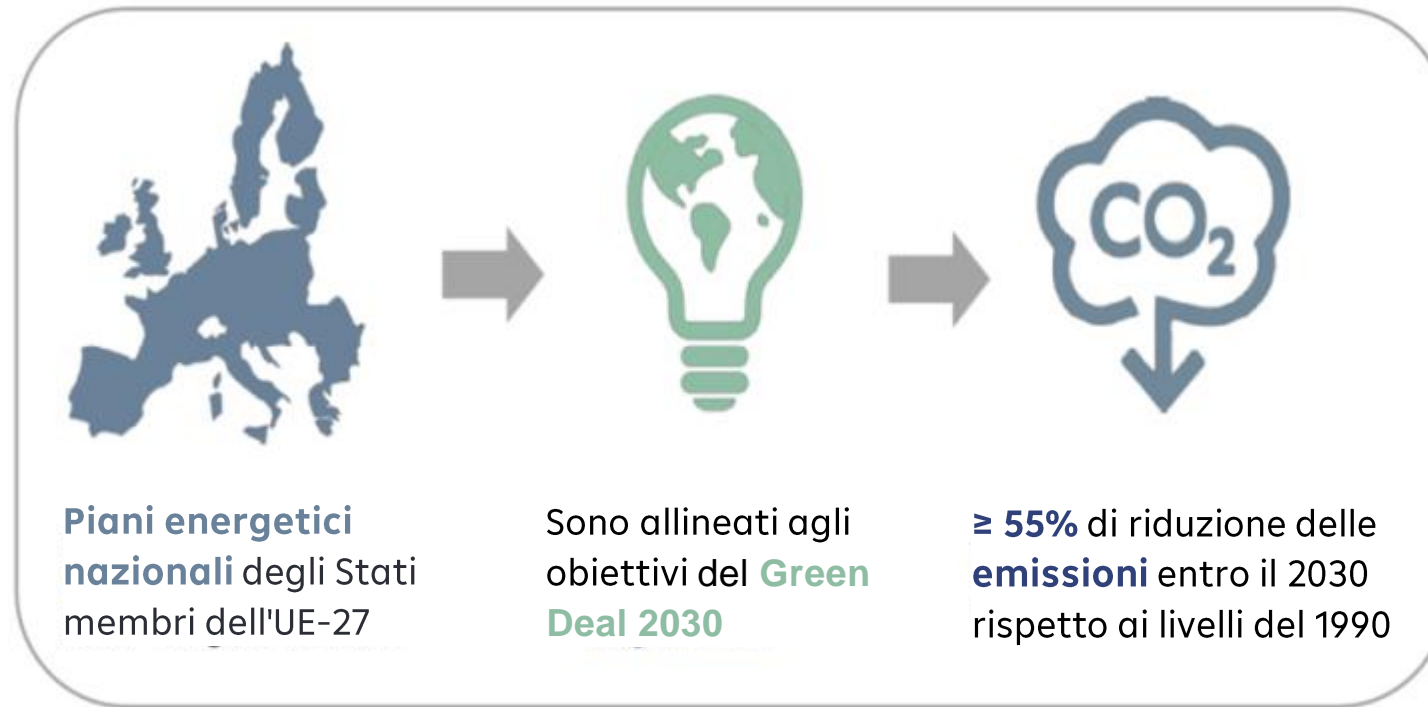 CO₂
Piani energetici
nazionali degli Stati
membri dell'UE-27
Sono allineati agli
obiettivi del Green
Deal 2030
≥ 55% di riduzione delle
emissioni entro il 2030
rispetto ai livelli del 1990